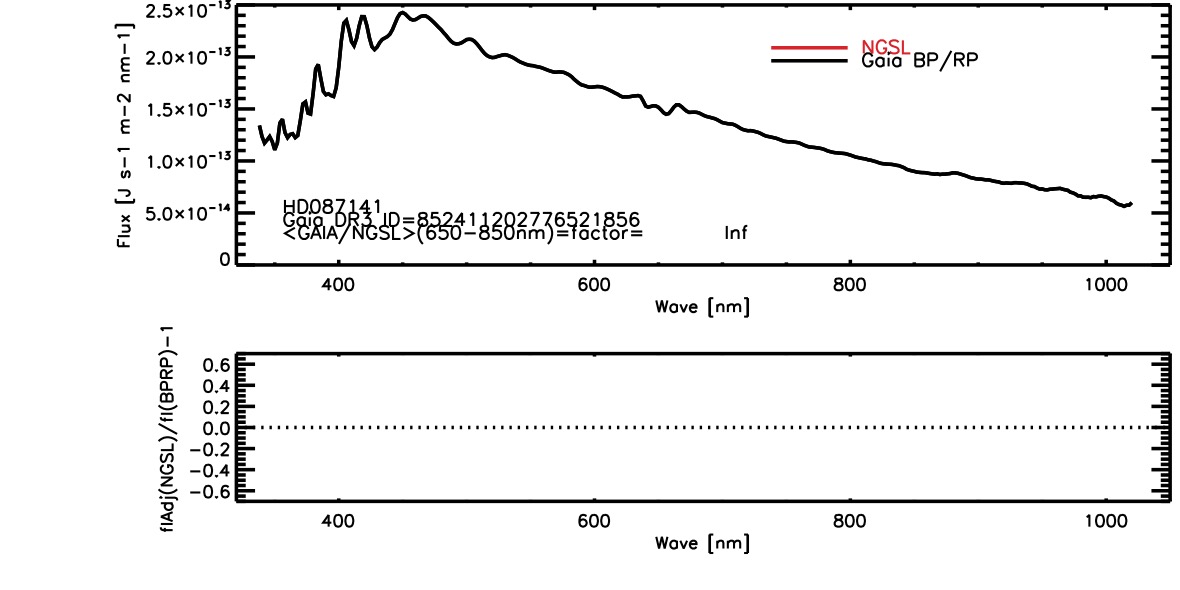 2.5×10−13
2.0×10−13
1.5×10−13
1.0×10−13
5.0×10−14
0
Flux [J s−1 m−2 nm−1]
NGSL
Gaia BP/RP
HD087141
Gaia DR3 ID=852411202776521856
<GAIA/NGSL>(650−850nm)=factor= Inf
400 600 800 1000
Wave [nm]
0.6
0.4
0.2
0.0
−0.2
−0.4
−0.6
flAdj(NGSL)/fl(BPRP)−1
400 600 800 1000
Wave [nm]